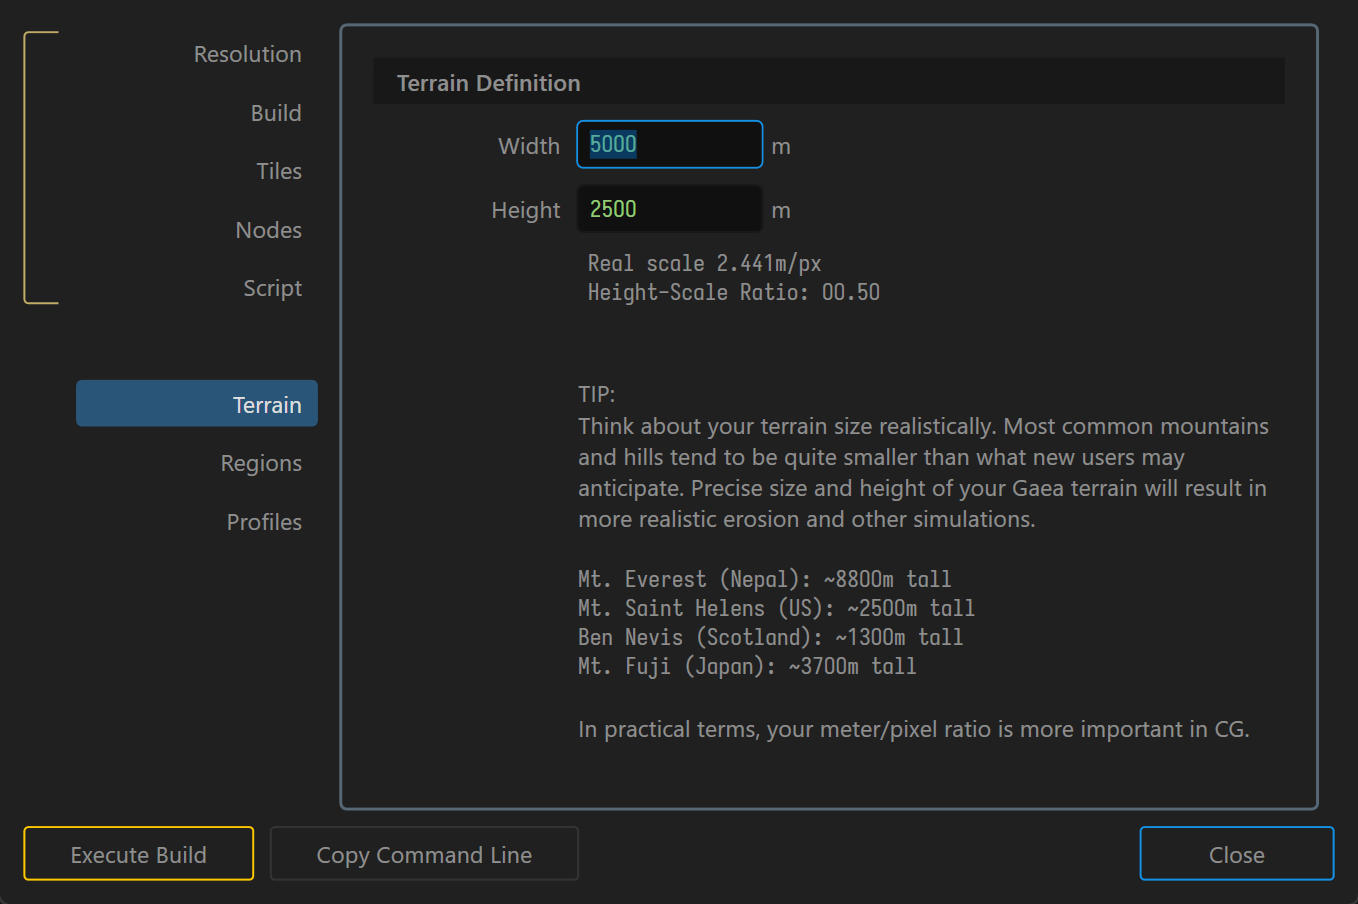 Resolution
Build
Tiles
Nodes
Script
Terrain
Regions
Profiles
Terrain Definition
Width 5000 m
Height 2500 m
Real scale 2.441m/px
Height-Scale Ratio: 00.50
TIP:
Think about your terrain size realistically. Most common mountains
and hills tend to be quite smaller than what new users may
anticipate. Precise size and height of your Gaea terrain will result in
more realistic erosion and other simulations.
Mt. Everest (Nepal): ~8800m tall
Mt. Saint Helens (US): ~2500m tall
Ben Nevis (Scotland): ~1300m tall
Mt. Fuji (Japan): ~3700m tall
In practical terms, your meter/pixel ratio is more important in CG.
Execute Build
Copy Command Line
Close